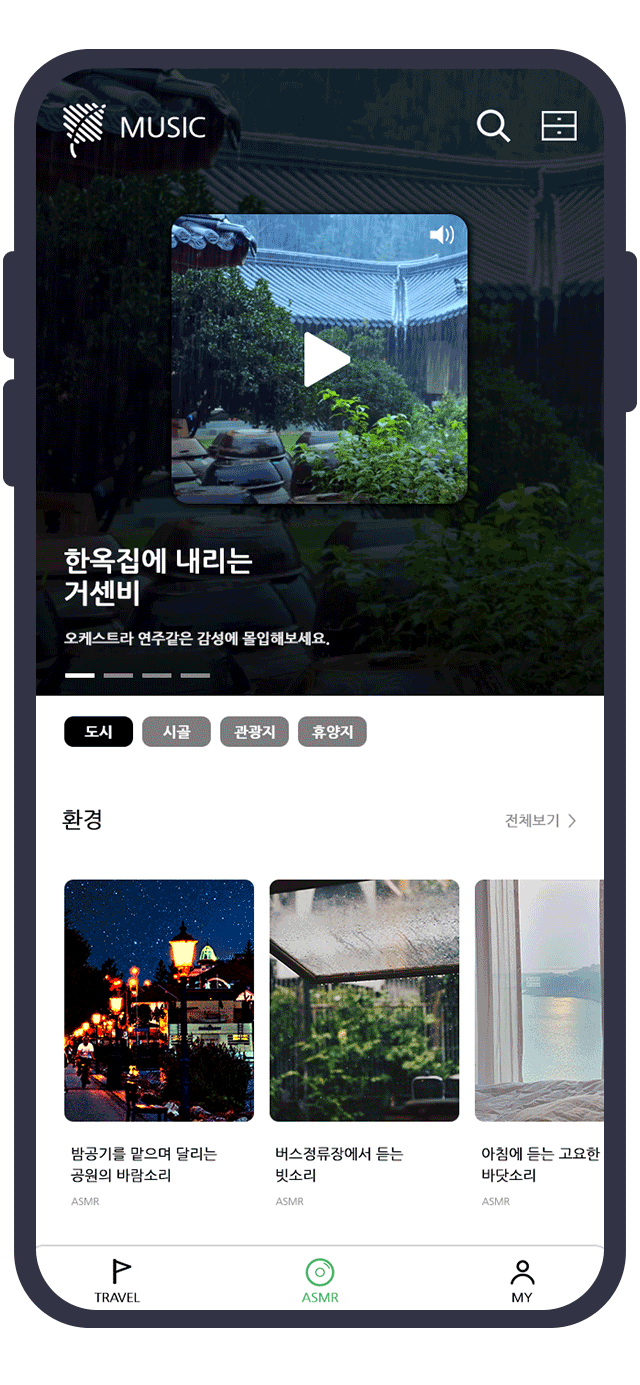 MUSIC
한옥집에 내리는
거센비
오케스트라 연주같은 감성에 몰입해보세요.
도시 시골 관광지 휴양지
환경 전체보기
밤공기를 맡으며 달리는
공원의 바람소리
ASMR
버스정류장에서 듣는
빗소리
ASMR
아침에 듣는 고요한
바닷소리
ASMR
TRAVEL ASMR MY